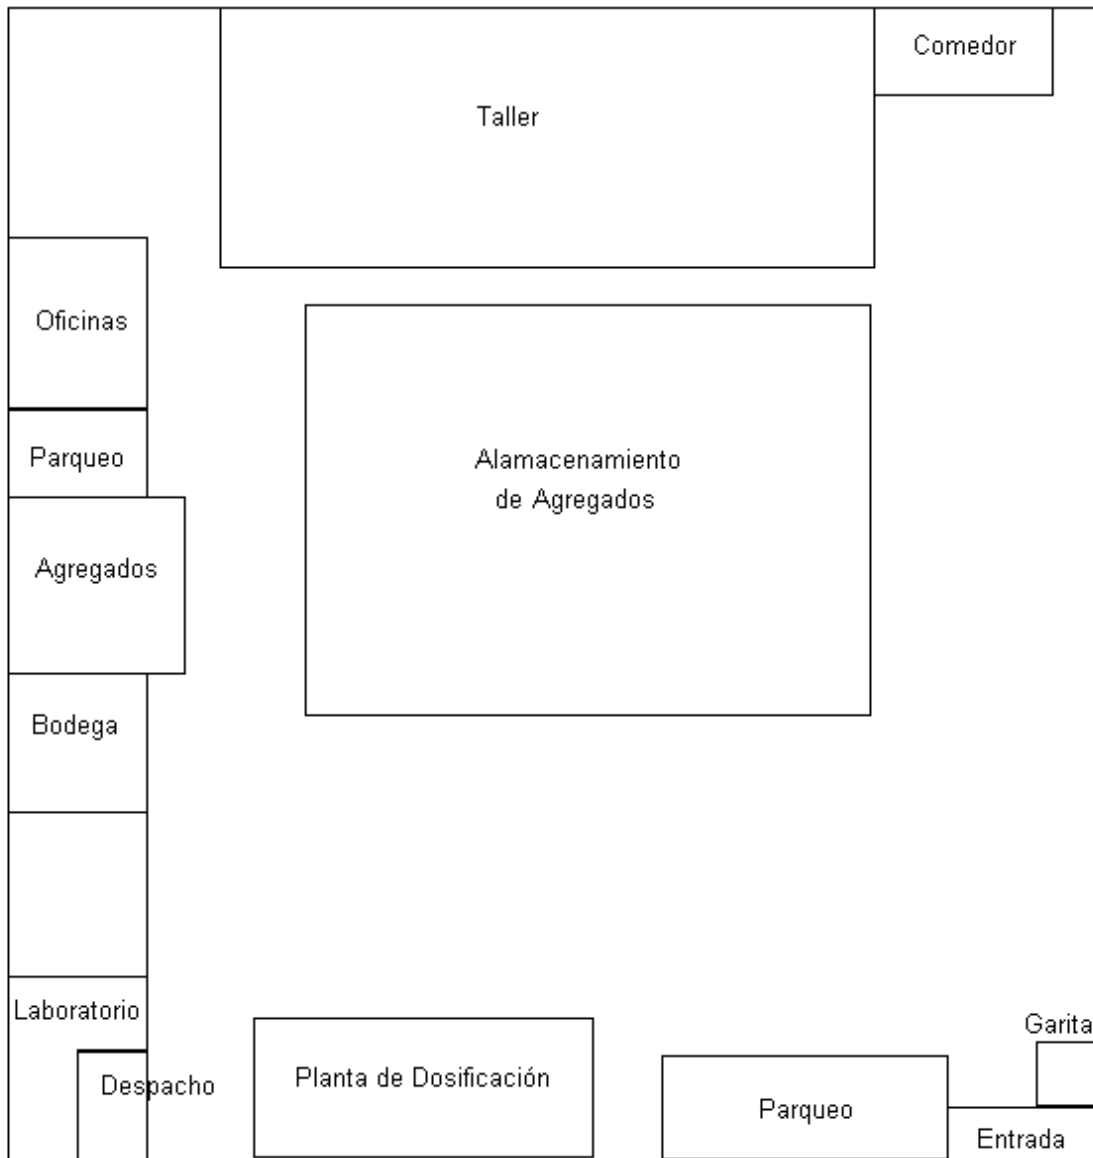 Comedor
Taller
Oficinas
Parqueo
Alamacenamiento
de Agregados
Agregados
Bodega
Laboratorio
Garita
Despacho
Planta de Dosificación
Parqueo
Entrada